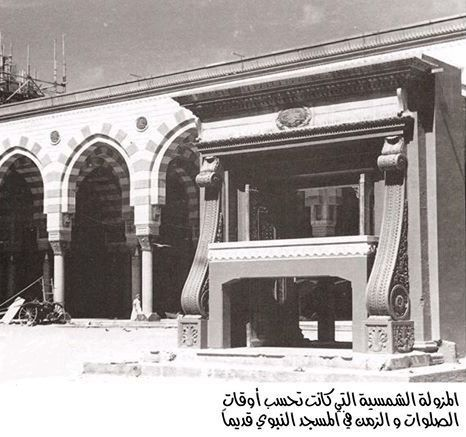 المزولة الشمسية التي كانت تحسب أوقات
الصلوات و الزمن في المسجد النبوي قديماً